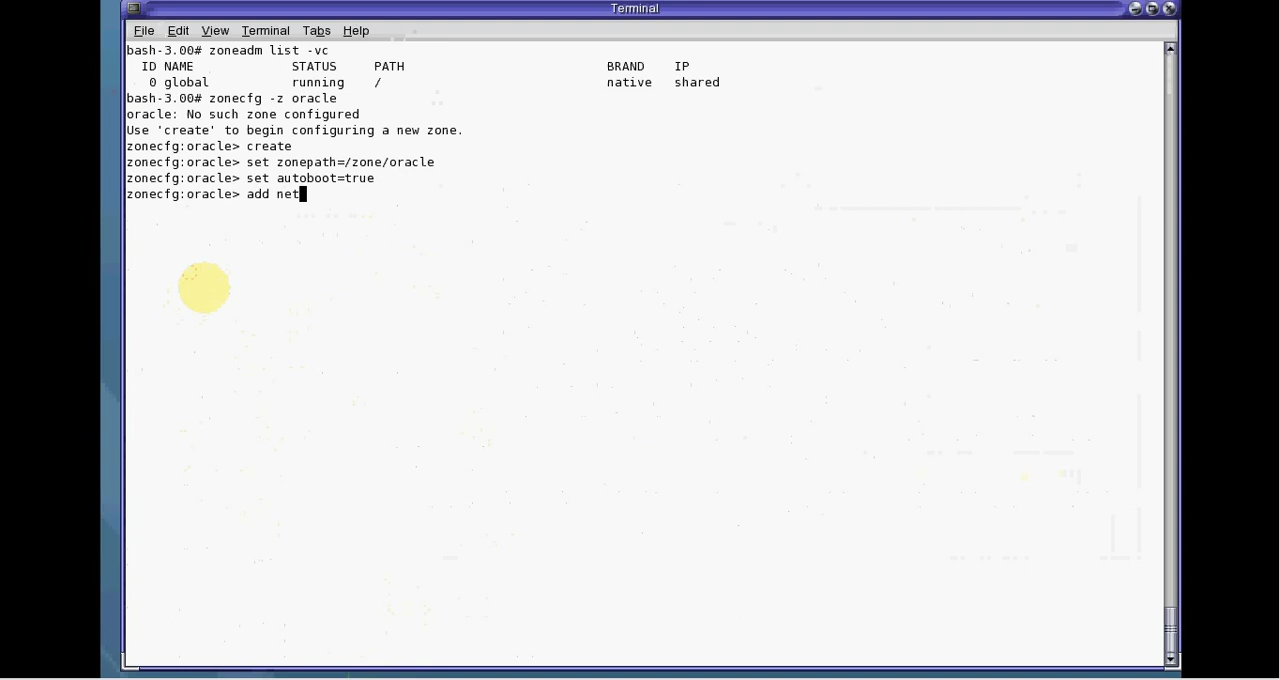 Terminal
File Edit View Terminal Tabs Help
bash-3.00# zoneadm list -vc
ID NAME STATUS PATH BRAND IP
0 global running / native shared
bash-3.00# zonecfg -z oracle
oracle: No such zone configured
Use 'create' to begin configuring a new zone.
zonecfg:oracle> create
zonecfg:oracle> set zonepath=/zone/oracle
zonecfg:oracle> set autoboot=true
zonecfg:oracle> add net